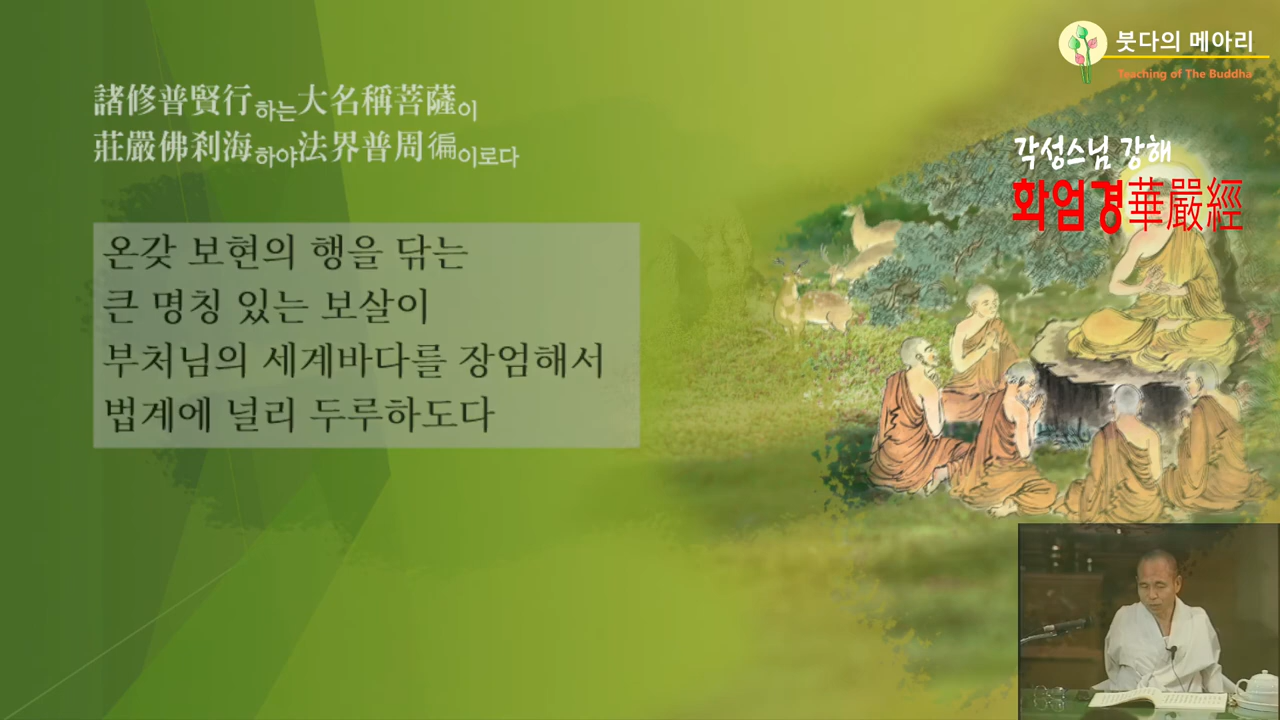 諸修普賢行하는大名稱菩薩이
莊嚴佛刹海하야法界普周徧이로다
온갖 보현의 행을 닦는
큰 명칭 있는 보살이
부처님의 세계바다를 장엄해서
법계에 널리 두루하도다
붓다의 메아리
Teaching of The Buddha
각성스님 강해
화엄경華嚴經